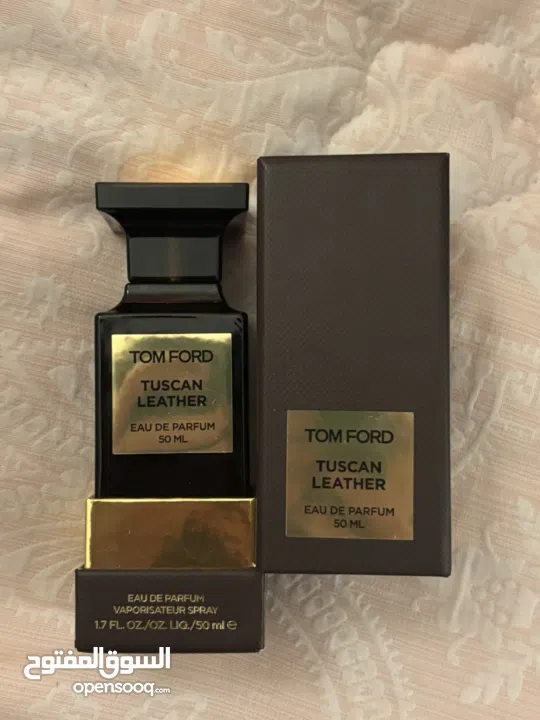 TOM FORD
TUSCAN
LEATHER
EAU DE PARFUM
50 ML
EAU DE PARFUM
VAPORISATEUR SPRAY
1.7 FL. OZ./OZ. LIQ./50 ml ℮
TOM FORD
TUSCAN
LEATHER
EAU DE PARFUM
50 ML
السوق المفتوح
opensooq.com